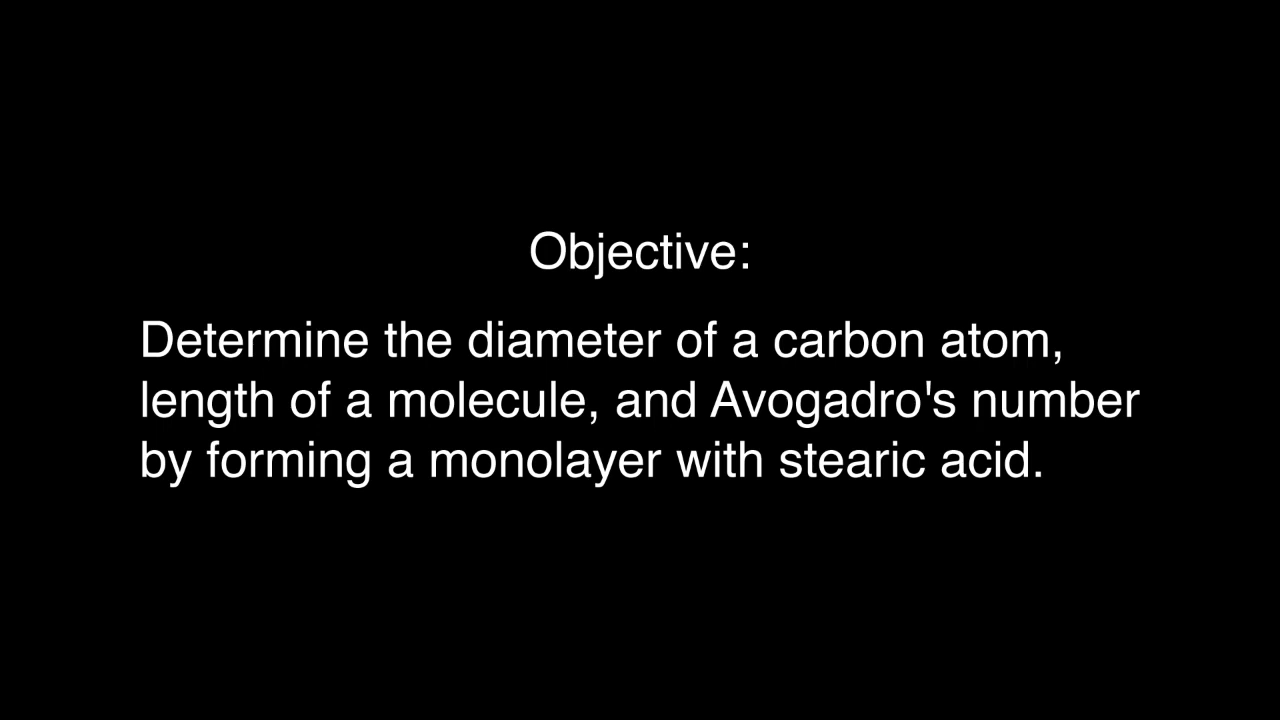 Objective:
Determine the diameter of a carbon atom,
length of a molecule, and Avogadro's number
by forming a monolayer with stearic acid.